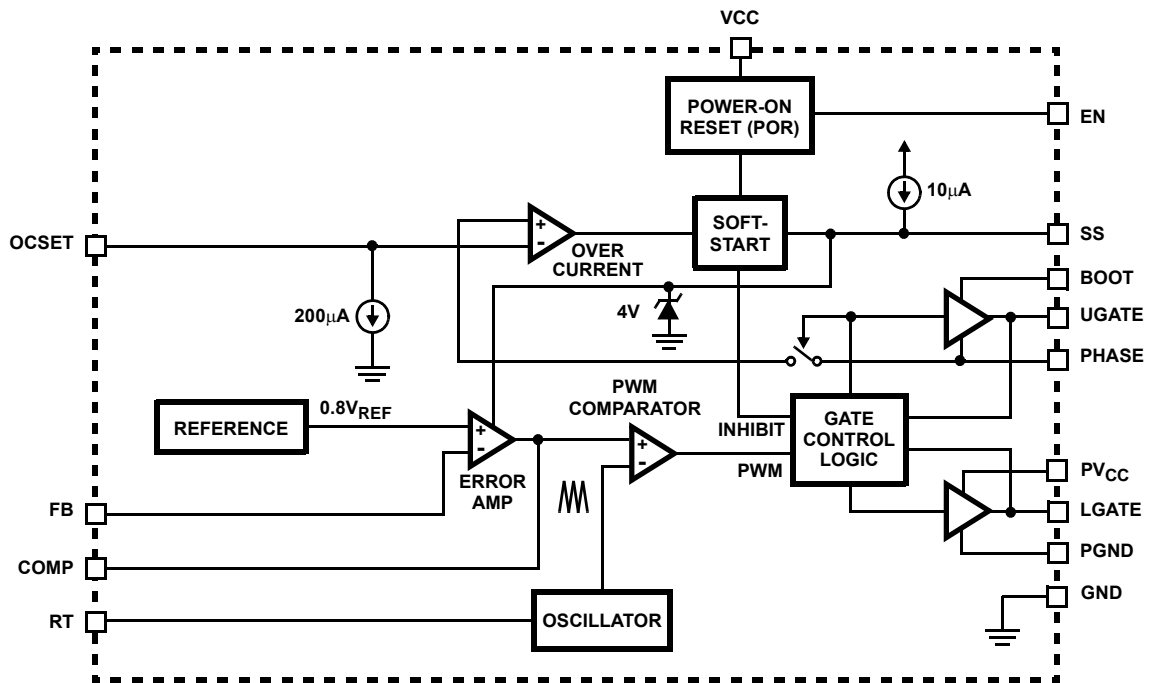 VCC
POWER-ON
RESET (POR)
EN
10µA
OCSET
+
-
SOFT-
START
SS
OVER
CURRENT
BOOT
200µA
4V
UGATE
PHASE
PWM
COMPARATOR
0.8VREF
REFERENCE
+
-
+
-
INHIBIT
GATE
CONTROL
LOGIC
PWM
PVCC
ERROR
AMP
FB
LGATE
COMP
PGND
GND
RT
OSCILLATOR